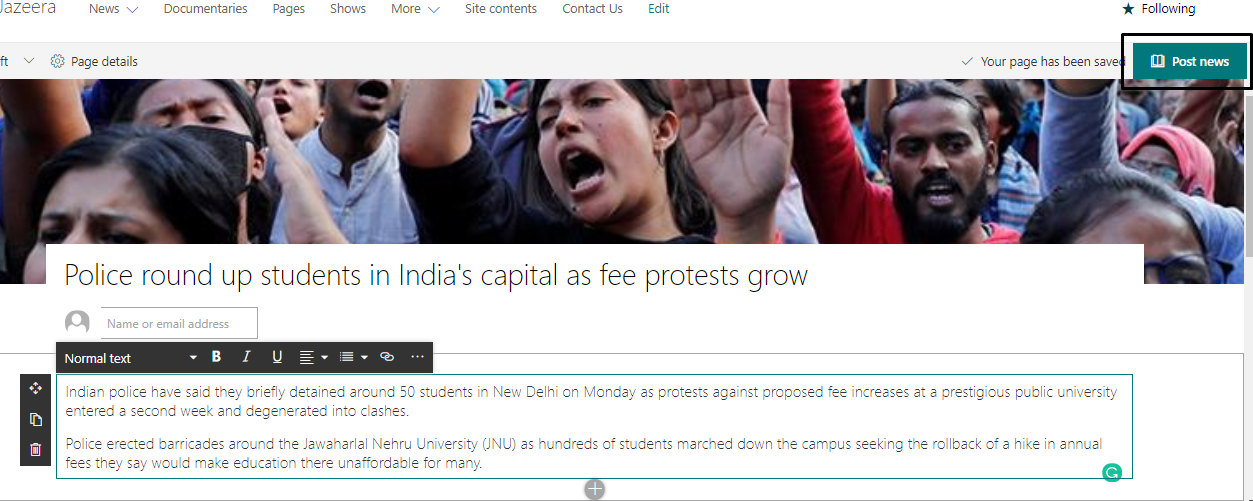 Jazeera News Documentaries Pages Shows More Site contents Contact Us Edit Following
ft Page details Your page has been saved Post news
Police round up students in India's capital as fee protests grow
Name or email address
Normal text B I U ...
Indian police have said they briefly detained around 50 students in New Delhi on Monday as protests against proposed fee increases at a prestigious public university
entered a second week and degenerated into clashes.
Police erected barricades around the Jawaharlal Nehru University (JNU) as hundreds of students marched down the campus seeking the rollback of a hike in annual
fees they say would make education there unaffordable for many.